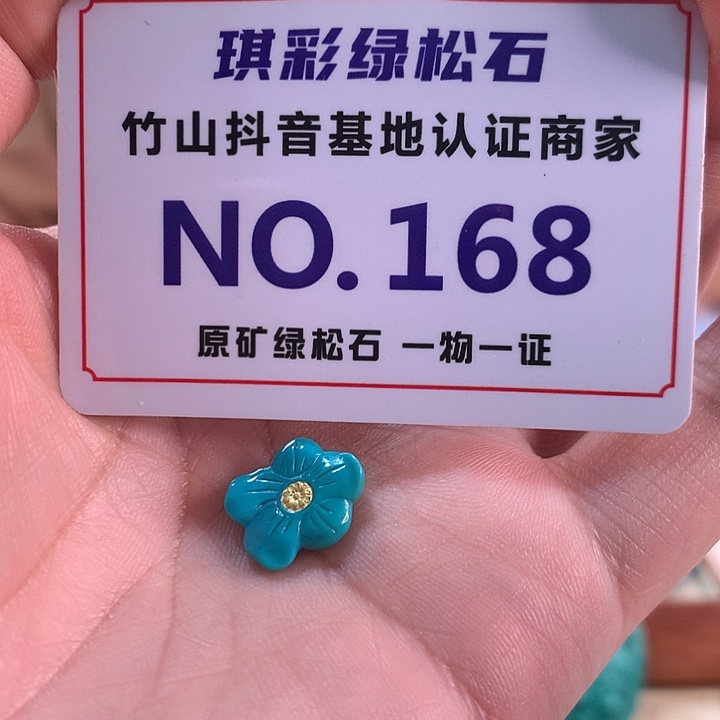 琪彩绿松石
竹山抖音基地认证商家
NO.168
原矿绿松石 一物一证